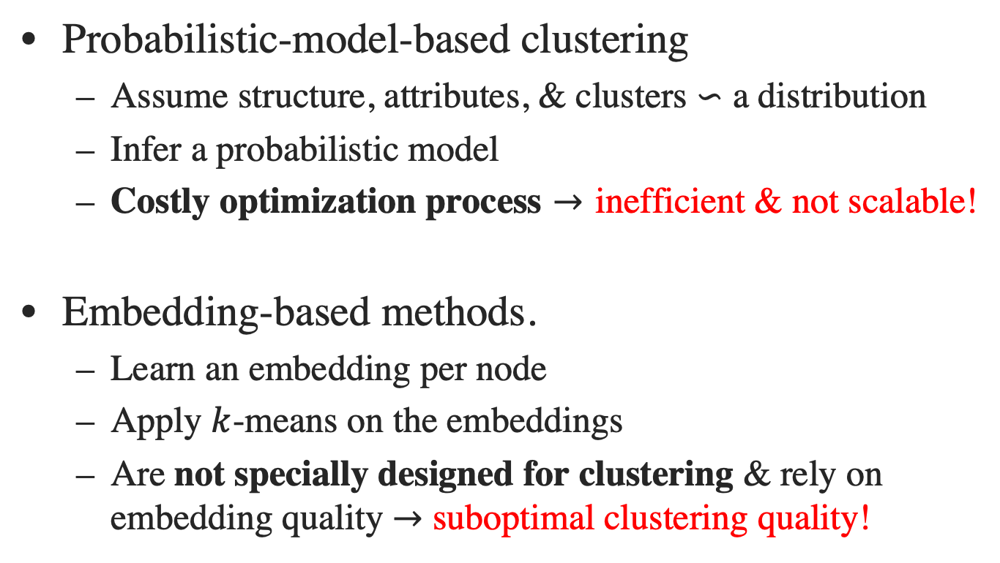 • Probabilistic-model-based clustering
– Assume structure, attributes, & clusters ∽ a distribution
– Infer a probabilistic model
– Costly optimization process → inefficient & not scalable!
• Embedding-based methods.
– Learn an embedding per node
– Apply k-means on the embeddings
– Are not specially designed for clustering & rely on
embedding quality → suboptimal clustering quality!